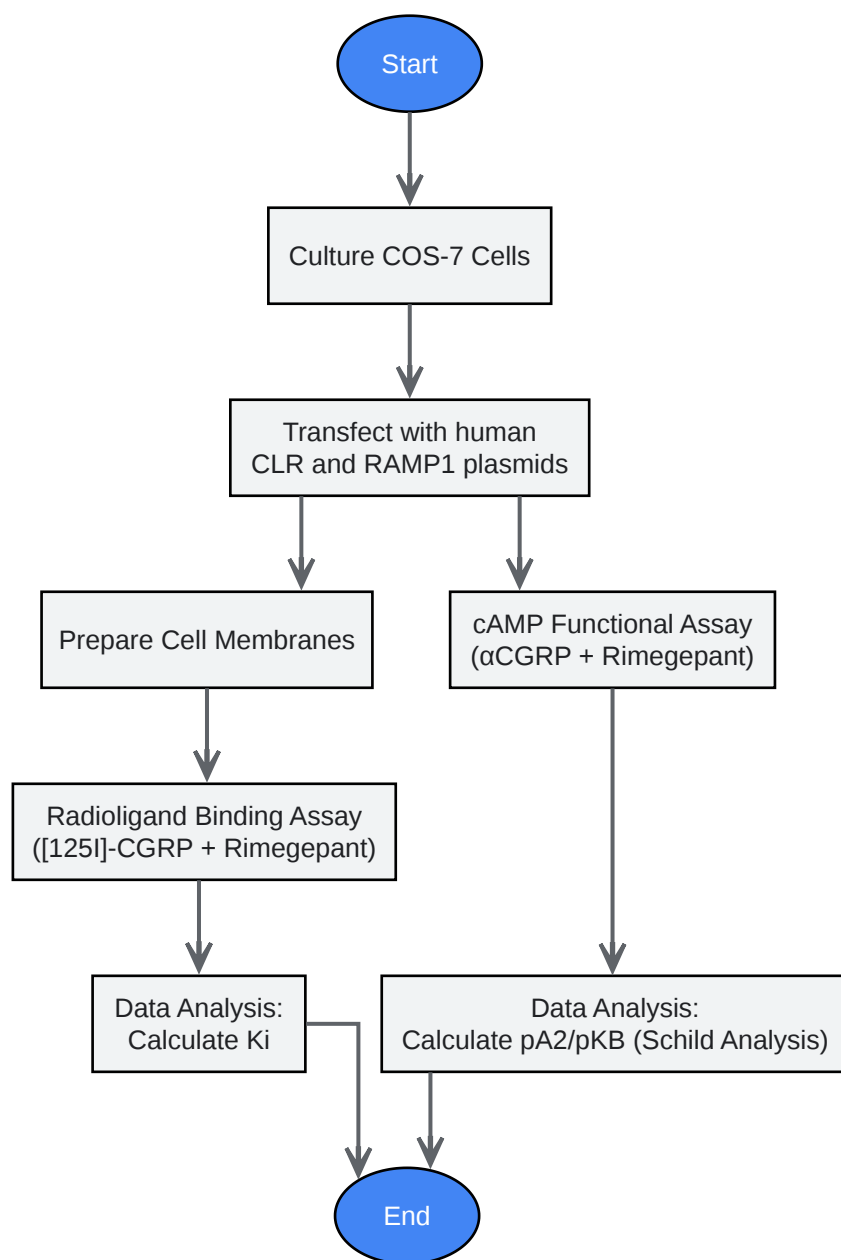 Start
Culture COS-7 Cells
Transfect with human
CLR and RAMP1 plasmids
Prepare Cell Membranes
cAMP Functional Assay
(αCGRP + Rimegepant)
Radioligand Binding Assay
([125I]-CGRP + Rimegepant)
Data Analysis:
Calculate Ki
Data Analysis:
Calculate pA2/pKB (Schild Analysis)
End